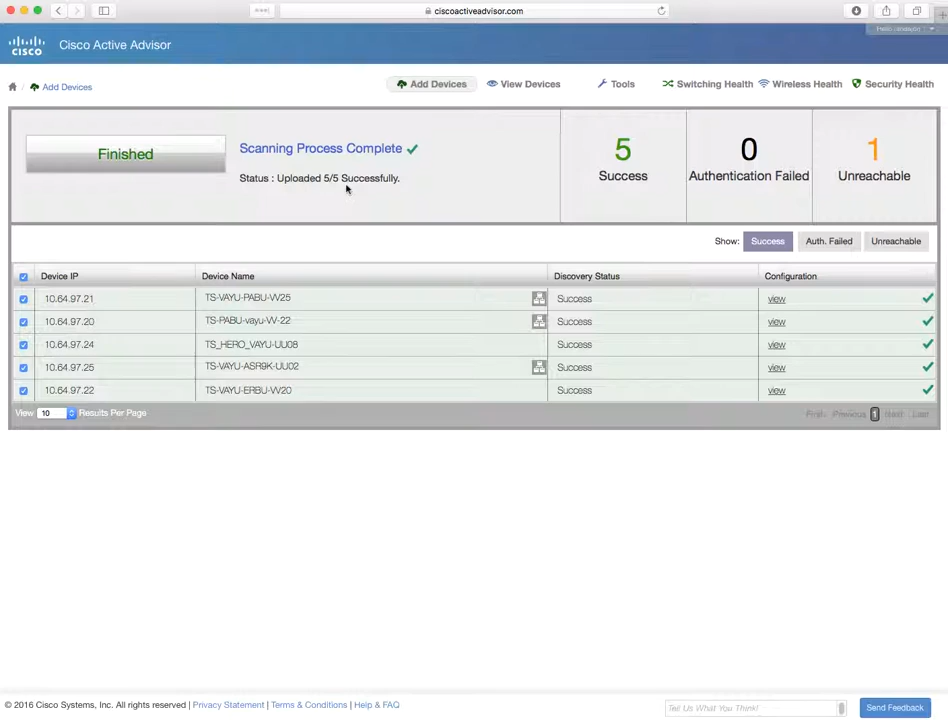 ciscoactiveadvisor.com
CISCO Cisco Active Advisor
Add Devices
Add Devices View Devices Tools Switching Health Wireless Health Security Health
Finished
Scanning Process Complete
Status : Uploaded 5/5 Successfully.
5
Success
0
Authentication Failed
1
Unreachable
Show: Success Auth. Failed Unreachable
Device IP Device Name Discovery Status Configuration
10.64.97.21 TS-VAYU-PABU-VV25 Success view
10.64.97.20 TS-PABU-vayu-VV-22 Success view
10.64.97.24 TS_HERO_VAYU-UU08 Success view
10.64.97.25 TS-VAYU-ASR9K-UU02 Success view
10.64.97.22 TS-VAYU-ERBU-VV20 Success view
View 10 Results Per Page First Previous 1 Next Last
© 2016 Cisco Systems, Inc. All rights reserved | Privacy Statement | Terms & Conditions | Help & FAQ
Tell Us What You Think! Send Feedback